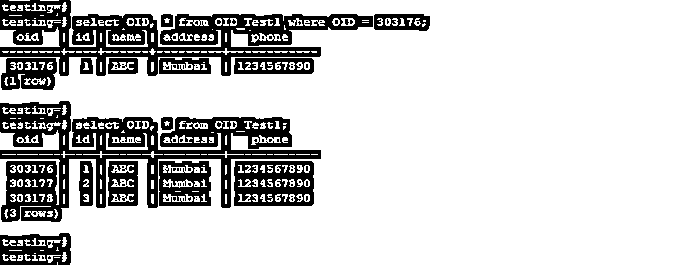 testing=#
testing=# select OID, * from OID_Test1 where OID = 303176;
oid | id | name | address | phone
--------+----+------+---------+------------
303176 | 1 | ABC | Mumbai | 1234567890
(1 row)
testing=#
testing=# select OID, * from OID_Test1;
oid | id | name | address | phone
--------+----+------+---------+------------
303176 | 1 | ABC | Mumbai | 1234567890
303177 | 2 | ABC | Mumbai | 1234567890
303178 | 3 | ABC | Mumbai | 1234567890
(3 rows)
testing=#
testing=#